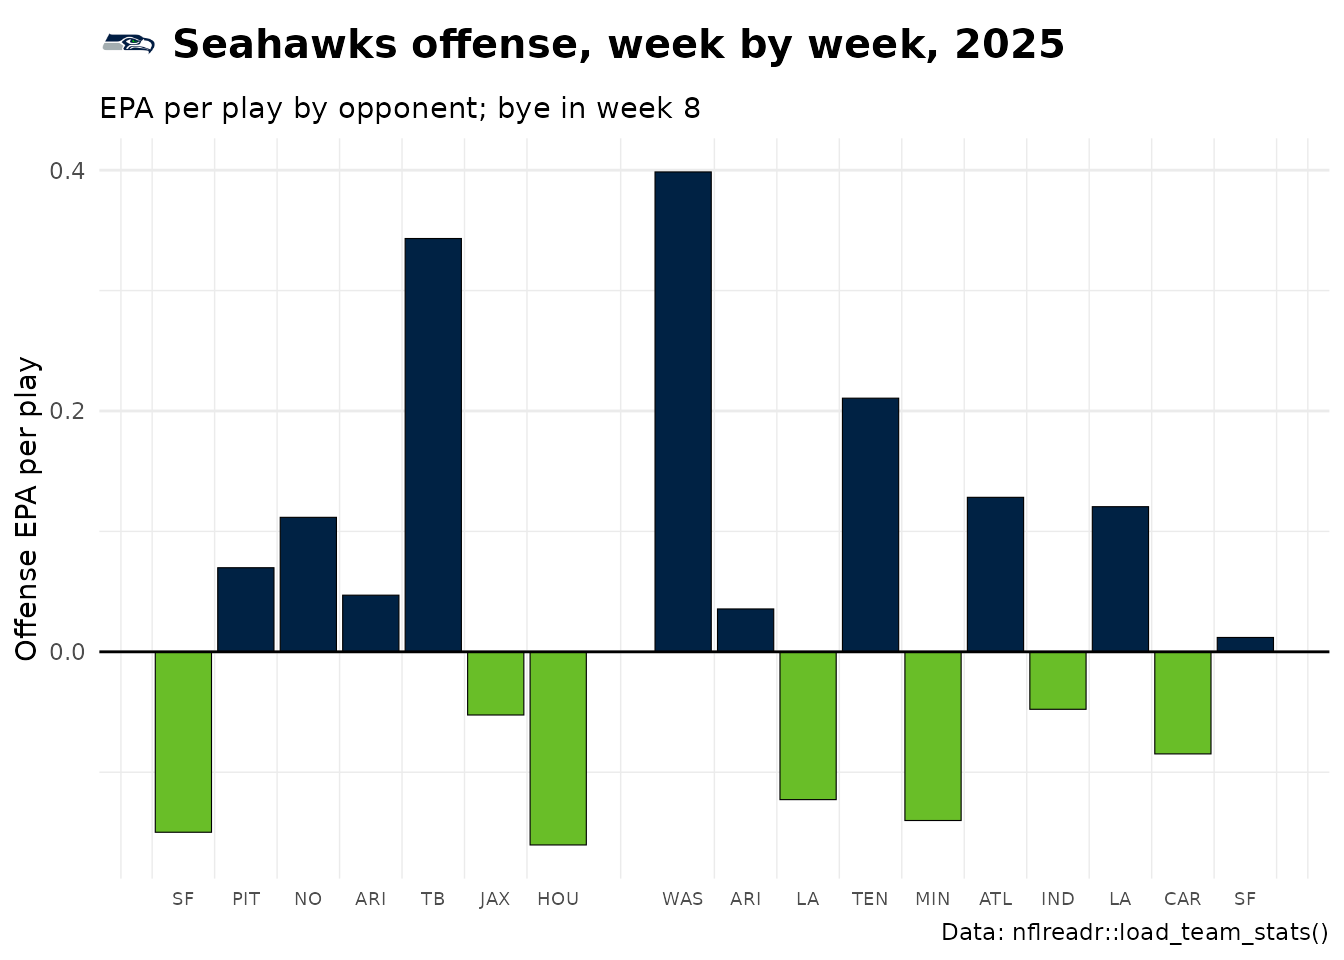 Seahawks offense, week by week, 2025
EPA per play by opponent; bye in week 8
Offense EPA per play
0.4
0.2
0.0
SF PIT NO ARI TB JAX HOU WAS ARI LA TEN MIN ATL IND LA CAR SF
Data: nflreadr::load_team_stats()